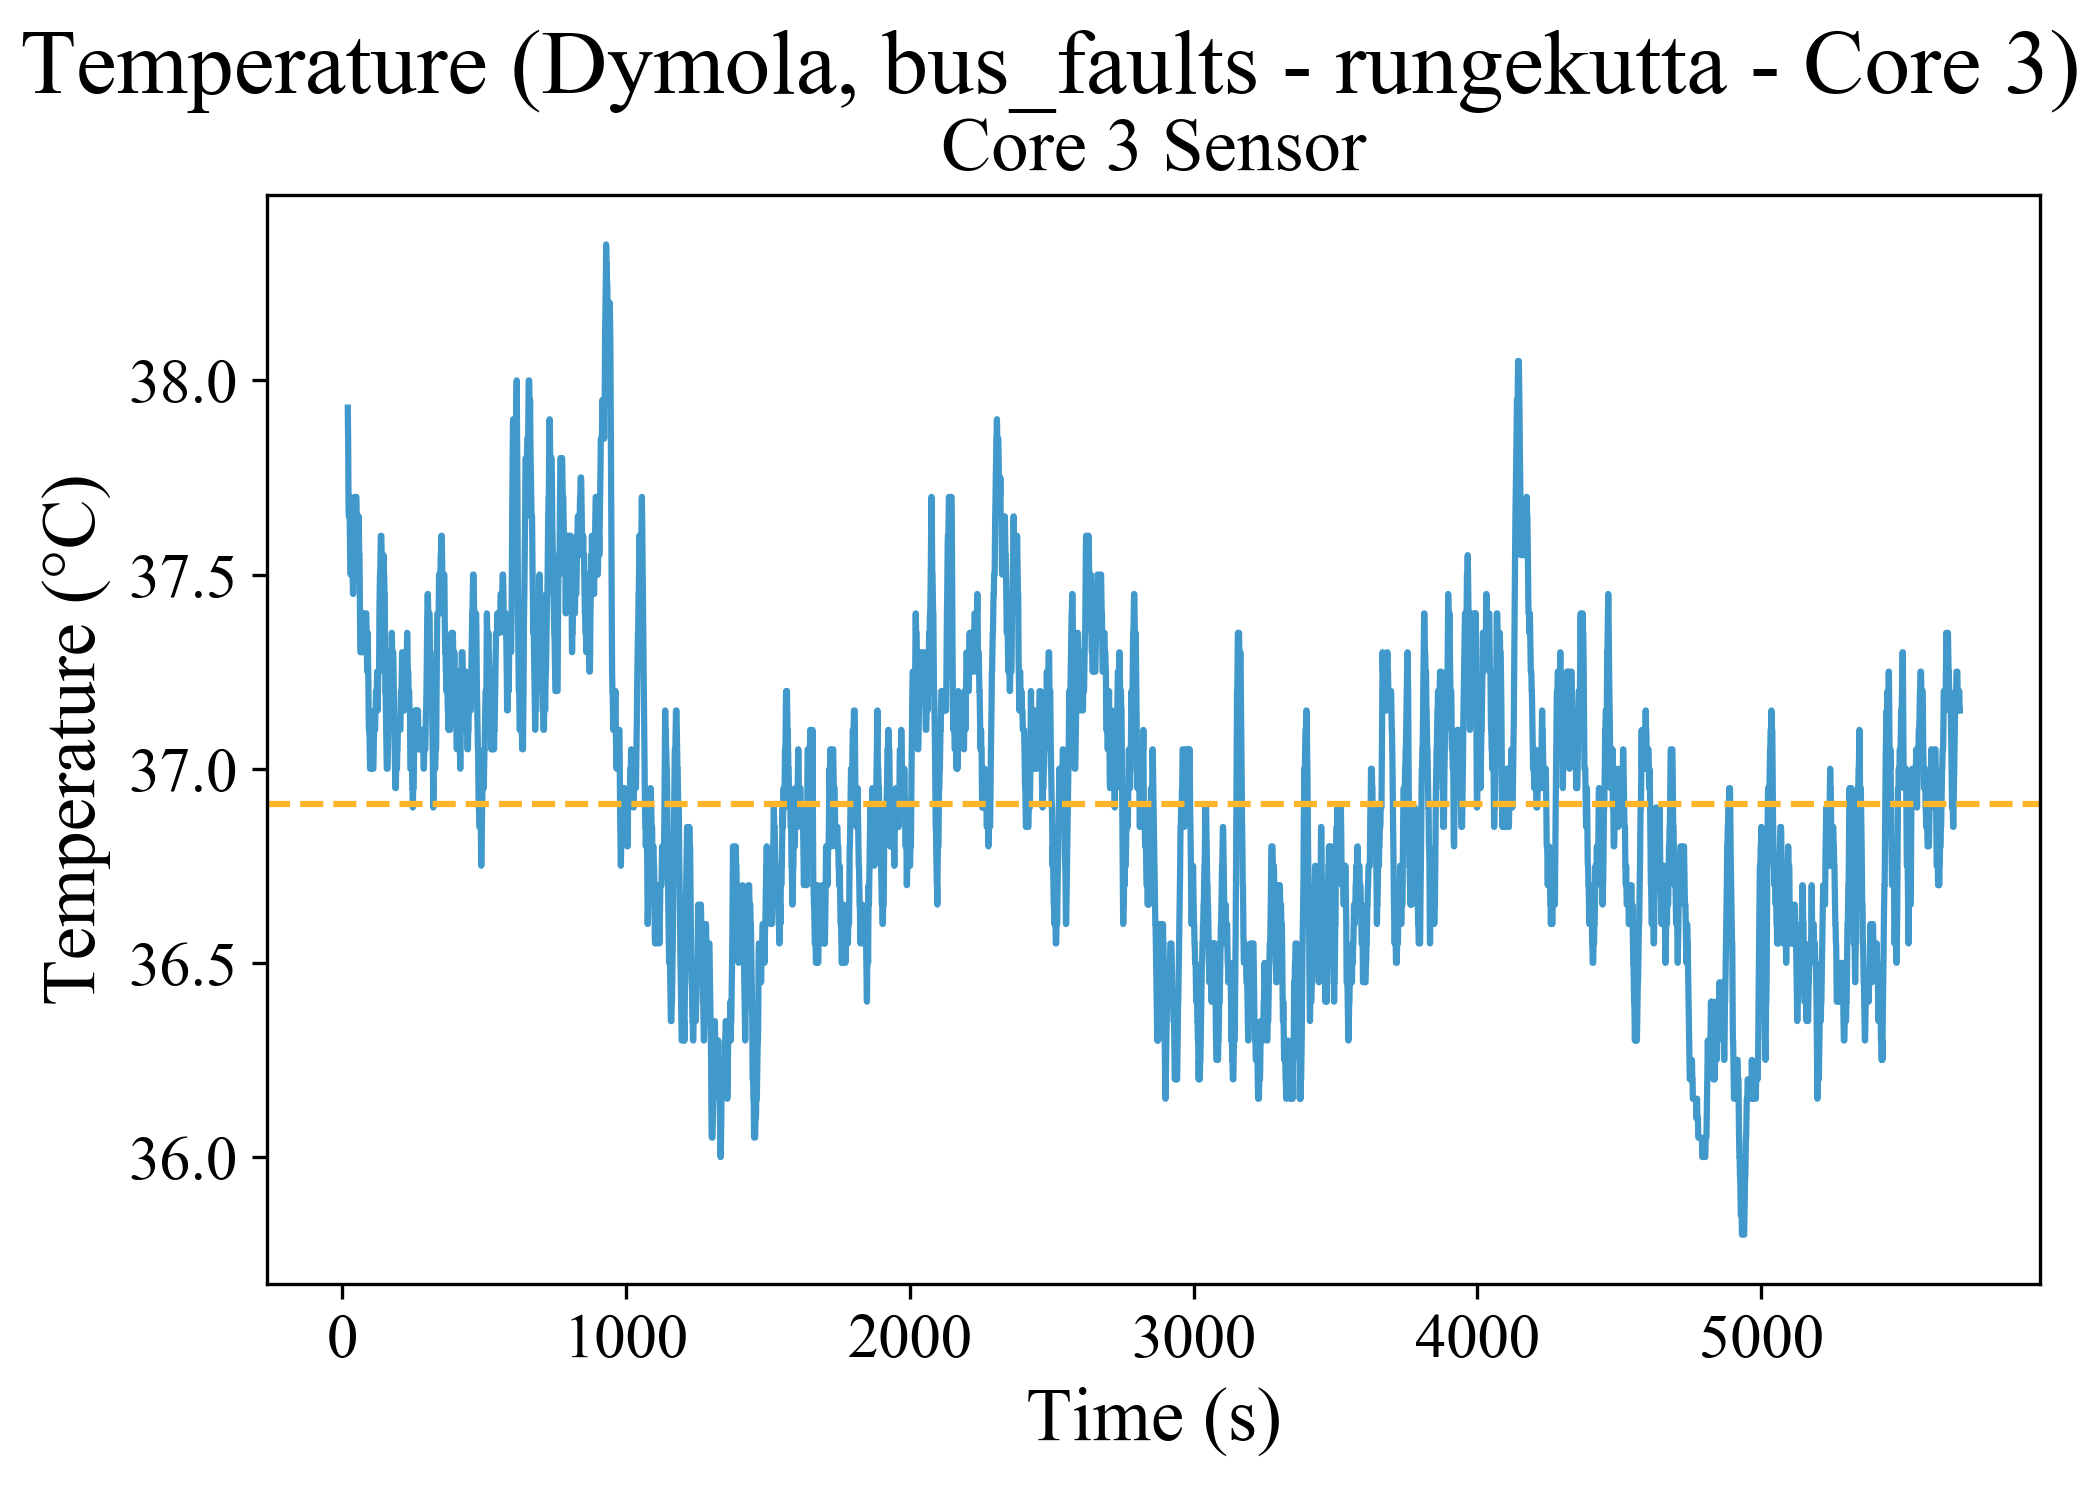 Temperature (Dymola, bus_faults - rungekutta - Core 3)
Core 3 Sensor
Temperature (°C)
38.0
37.5
37.0
36.5
36.0
0 1000 2000 3000 4000 5000
Time (s)